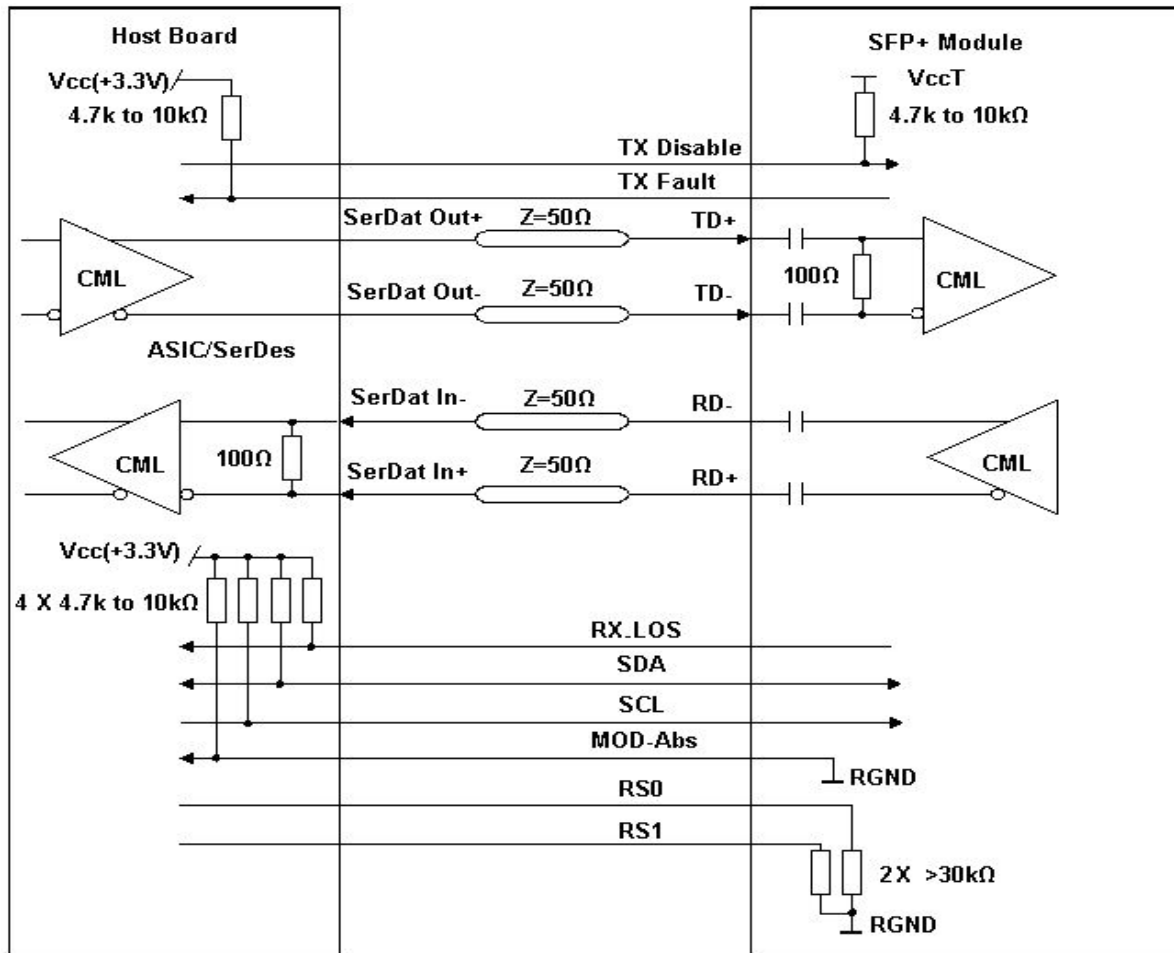 Host Board
SFP+ Module
Vcc(+3.3V)
VccT
4.7k to 10kΩ
4.7k to 10kΩ
TX Disable
TX Fault
SerDat Out+
Z=50Ω
TD+
CML
100Ω
CML
SerDat Out-
Z=50Ω
TD-
ASIC/SerDes
SerDat In-
Z=50Ω
RD-
100Ω
CML
CML
SerDat In+
Z=50Ω
RD+
Vcc(+3.3V)
4 X 4.7k to 10kΩ
RX_LOS
SDA
SCL
MOD-Abs
RGND
RS0
RS1
2X >30kΩ
RGND